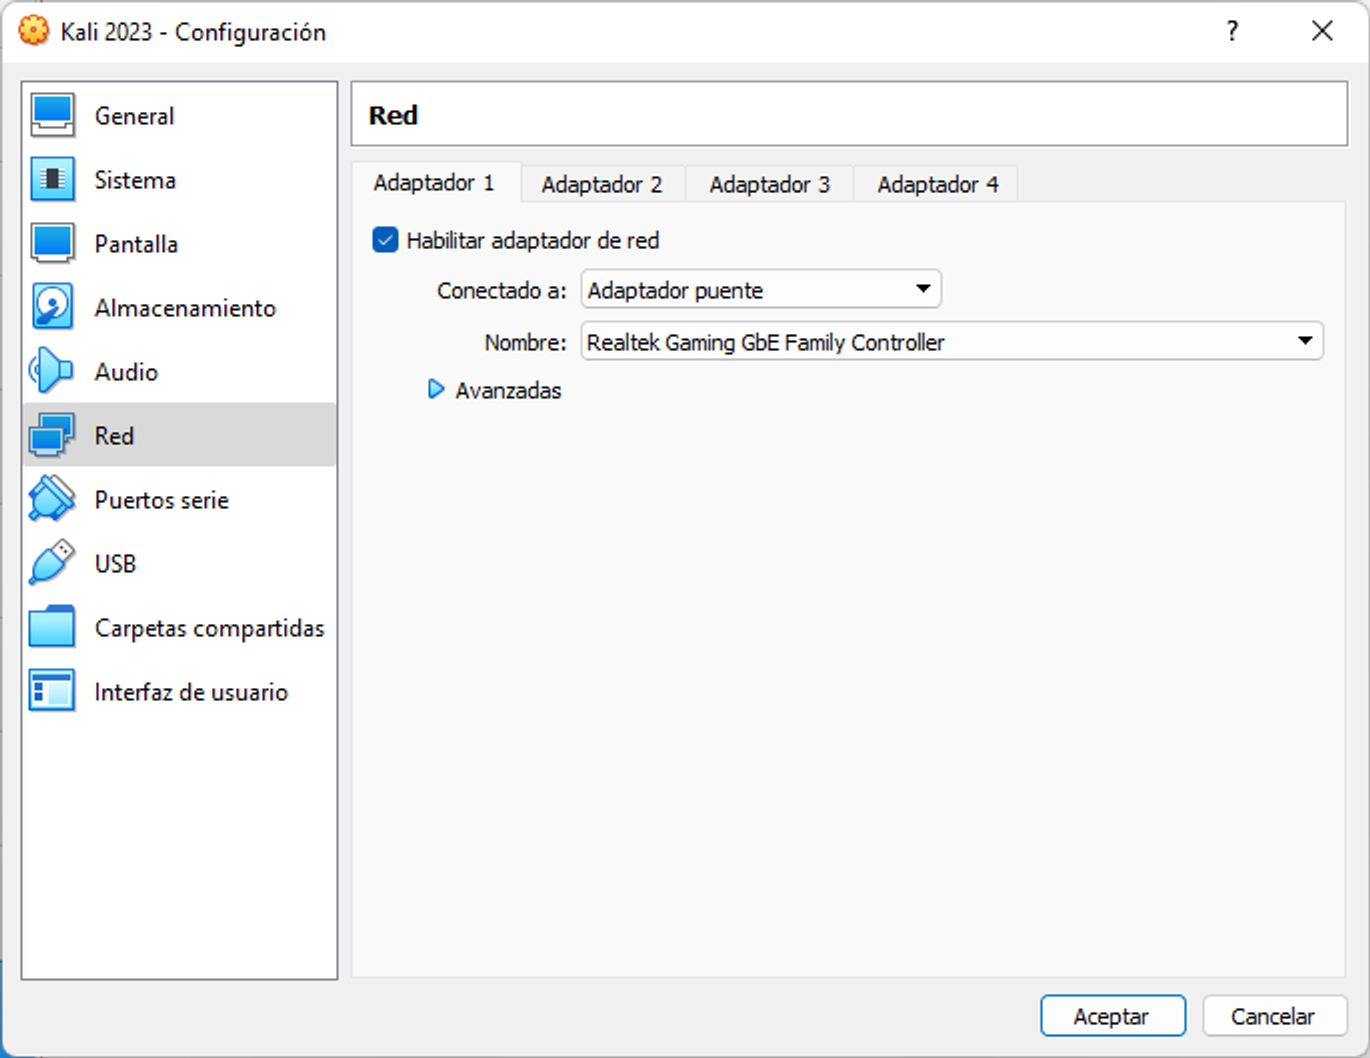 Kali 2023 - Configuración
?
General
Sistema
Pantalla
Almacenamiento
Audio
Red
Puertos serie
USB
Carpetas compartidas
Interfaz de usuario
Red
Adaptador 1 Adaptador 2 Adaptador 3 Adaptador 4
Habilitar adaptador de red
Conectado a: Adaptador puente
Nombre: Realtek Gaming GbE Family Controller
Avanzadas
Aceptar Cancelar